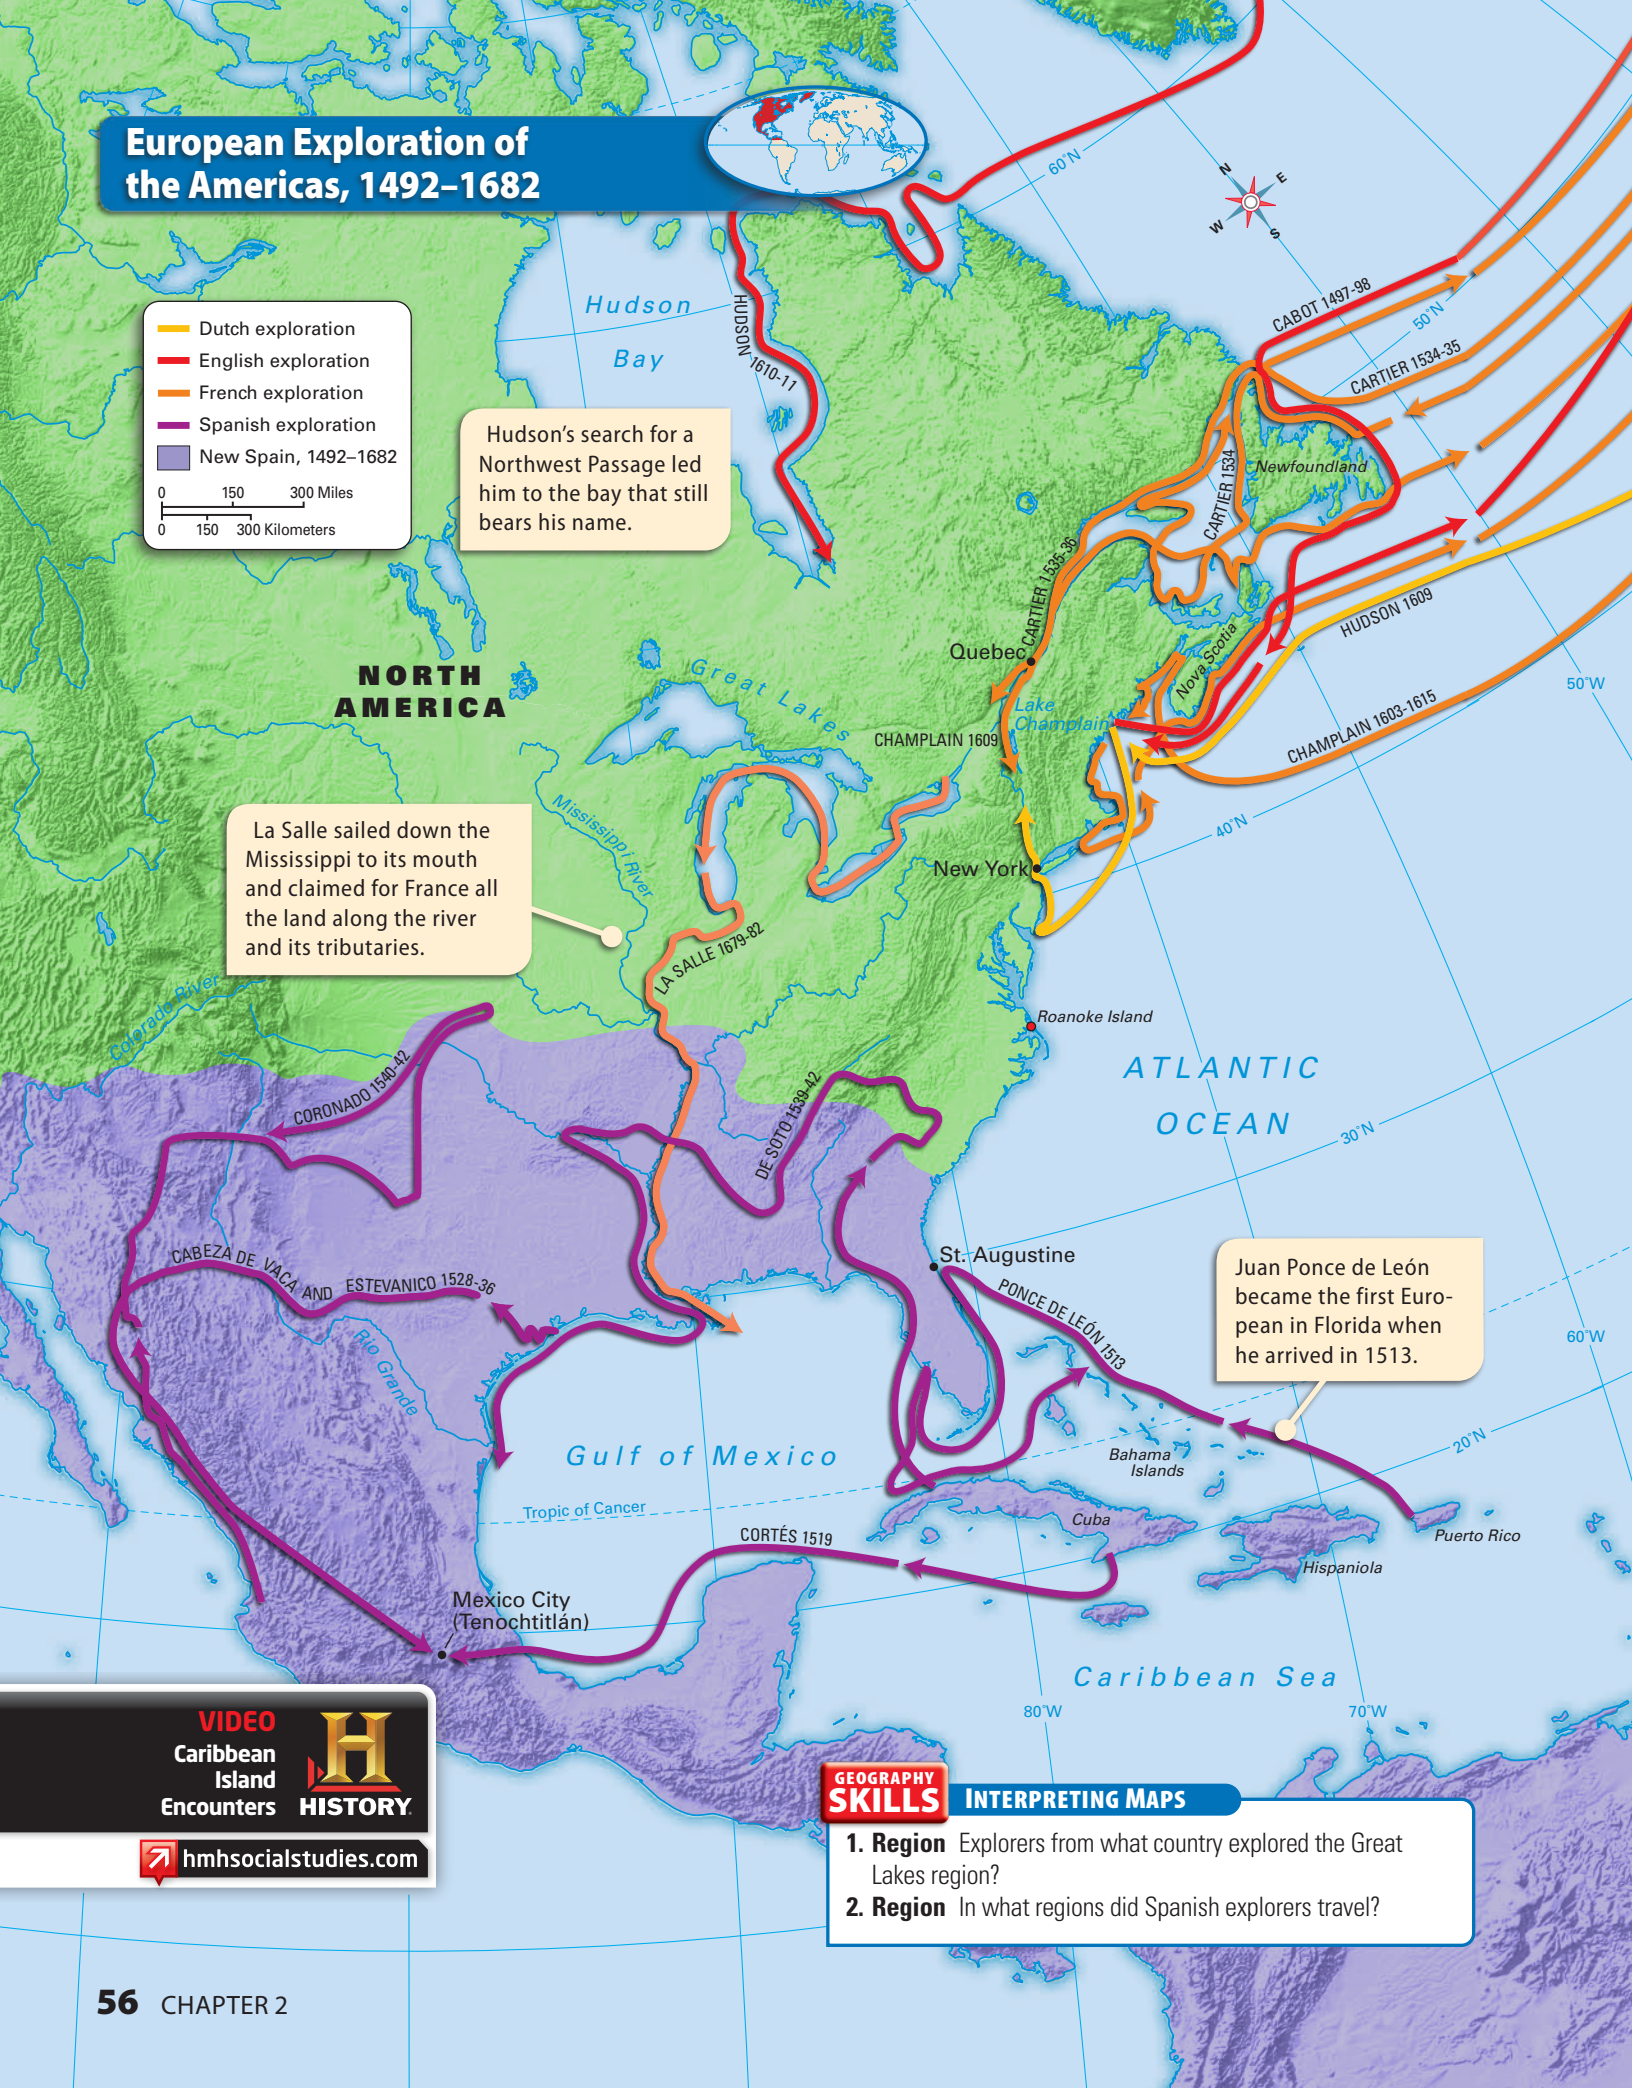 European Exploration of
the Americas, 1492–1682
60°N
N
E
W
S
Dutch exploration
English exploration
French exploration
Spanish exploration
New Spain, 1492–1682
0 150 300 Miles
0 150 300 Kilometers
Hudson
Bay
HUDSON 1610-11
Hudson's search for a
Northwest Passage led
him to the bay that still
bears his name.
CABOT 1497-98
50°N
CARTIER 1534-35
Newfoundland
CARTIER 1534
CARTIER 1535-36
HUDSON 1609
Quebec
Nova Scotia
NORTH
AMERICA
Great Lakes
Lake
Champlain
50°W
CHAMPLAIN 1603-1615
CHAMPLAIN 1609
40°N
Mississippi River
La Salle sailed down the
Mississippi to its mouth
and claimed for France all
the land along the river
and its tributaries.
New York
LA SALLE 1679-82
Colorado River
Roanoke Island
ATLANTIC
OCEAN
CORONADO 1540-42
DE SOTO 1539-42
30°N
CABEZA DE VACA AND ESTEVANICO 1528-36
St. Augustine
PONCE DE LEÓN 1513
Juan Ponce de León
became the first Euro-
pean in Florida when
he arrived in 1513.
60°W
Rio Grande
Gulf of Mexico
Bahama
Islands
20°N
Tropic of Cancer
Cuba
CORTÉS 1519
Puerto Rico
Hispaniola
Mexico City
(Tenochtitlán)
Caribbean Sea
80°W
70°W
VIDEO
Caribbean
Island
Encounters
H
HISTORY.
hmhsocialstudies.com
GEOGRAPHY
SKILLS
INTERPRETING MAPS
1. Region Explorers from what country explored the Great
Lakes region?
2. Region In what regions did Spanish explorers travel?
56 CHAPTER 2